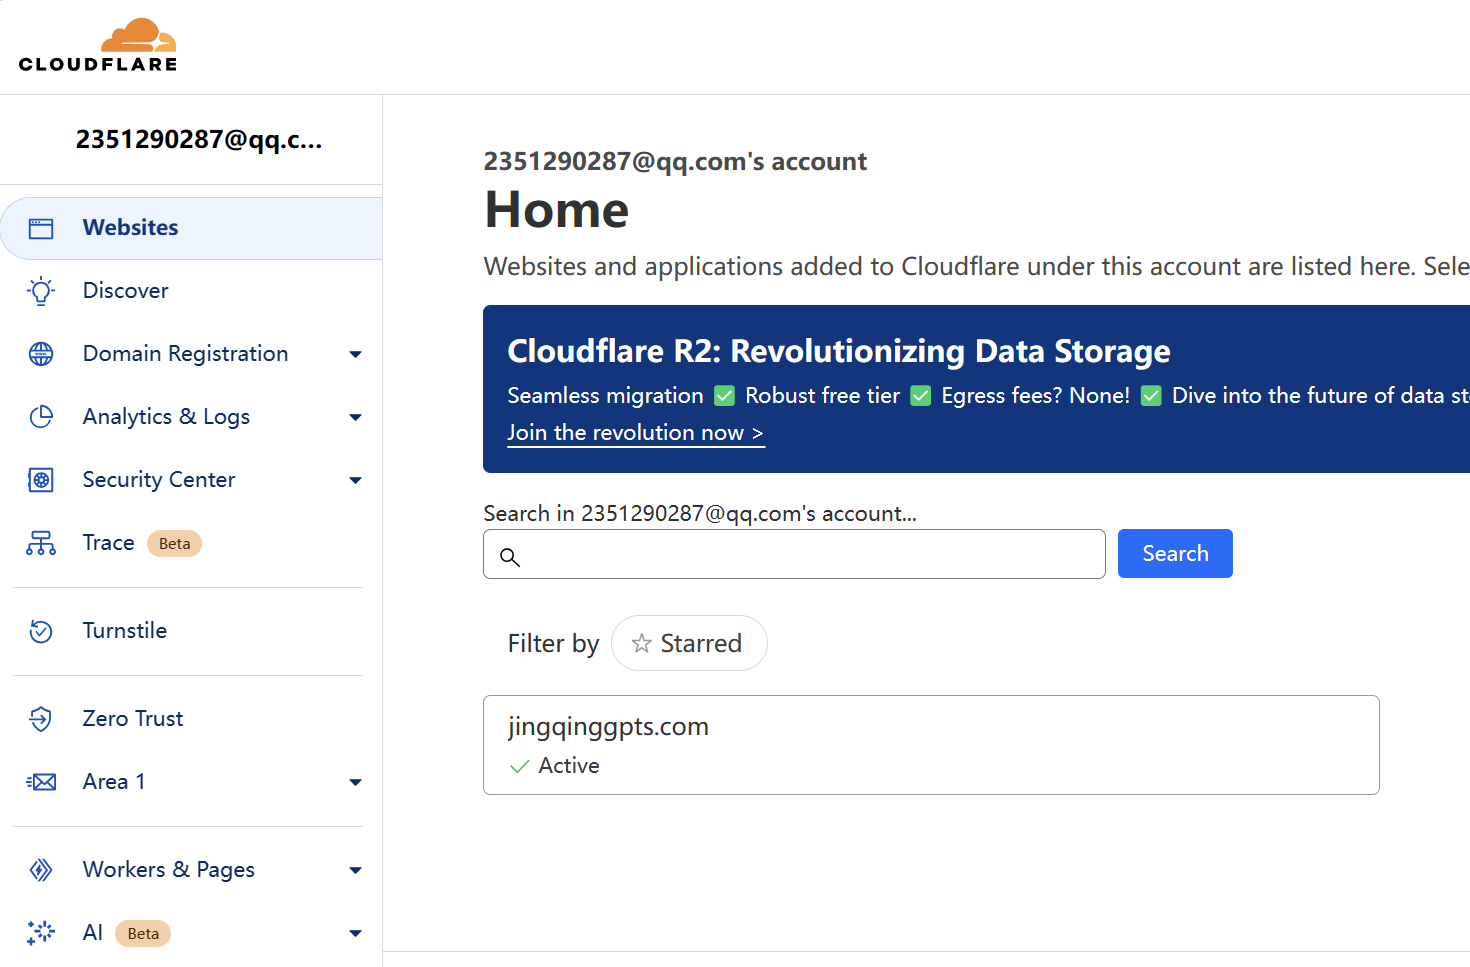 CLOUDFLARE
2351290287@qq.c...
Websites
Discover
Domain Registration
Analytics & Logs
Security Center
Trace Beta
Turnstile
Zero Trust
Area 1
Workers & Pages
AI Beta
2351290287@qq.com's account
Home
Websites and applications added to Cloudflare under this account are listed here. Sele
Cloudflare R2: Revolutionizing Data Storage
Seamless migration ✅ Robust free tier ✅ Egress fees? None! ✅ Dive into the future of data st
Join the revolution now >
Search in 2351290287@qq.com's account...
Search
Filter by ☆ Starred
jingqinggpts.com
✓ Active